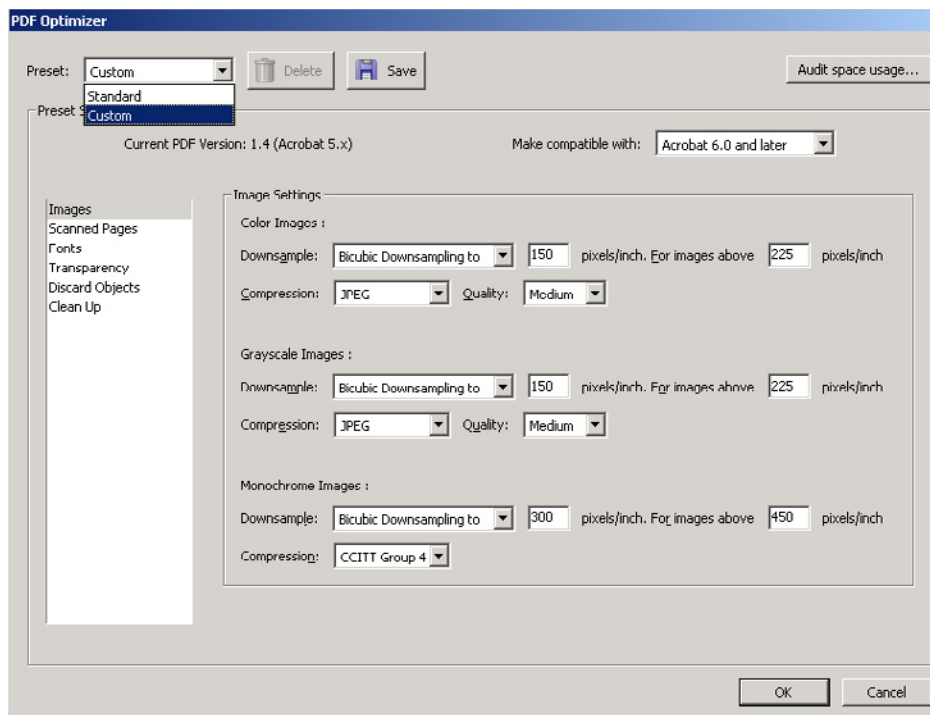 PDF Optimizer
Preset: Custom Delete Save Audit space usage...
Standard
Custom
Preset S
Current PDF Version: 1.4 (Acrobat 5.x) Make compatible with: Acrobat 6.0 and later
Images
Scanned Pages
Fonts
Transparency
Discard Objects
Clean Up
Image Settings
Color Images :
Downsample: Bicubic Downsampling to 150 pixels/inch. For images above 225 pixels/inch
Compression: JPEG Quality: Medium
Grayscale Images :
Downsample: Bicubic Downsampling to 150 pixels/inch. For images above 225 pixels/inch
Compression: JPEG Quality: Medium
Monochrome Images :
Downsample: Bicubic Downsampling to 300 pixels/inch. For images above 450 pixels/inch
Compression: CCITT Group 4
OK Cancel